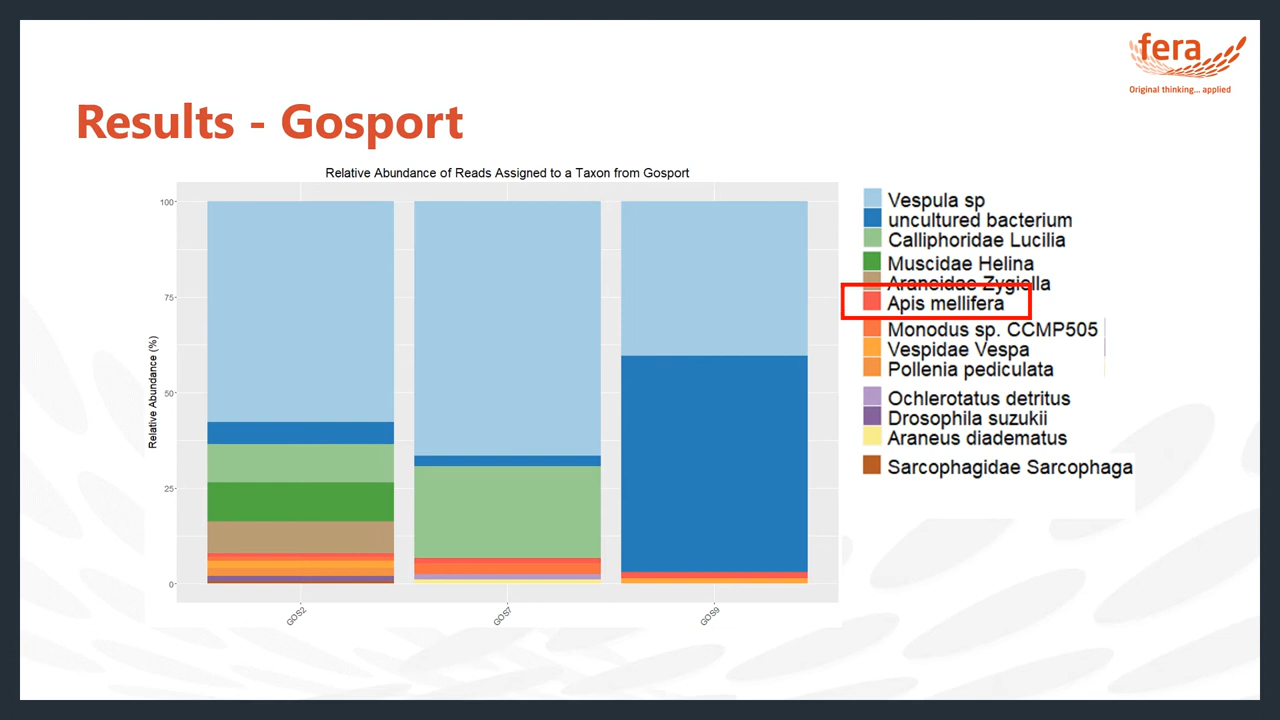 fera
Original thinking... applied
Results - Gosport
Relative Abundance of Reads Assigned to a Taxon from Gosport
Relative Abundance (%)
100
75
50
25
0
GOS2
GOS7
GOS9
Vespula sp
uncultured bacterium
Calliphoridae Lucilia
Muscidae Helina
Araneidae Zygiella
Apis mellifera
Monodus sp. CCMP505
Vespidae Vespa
Pollenia pediculata
Ochlerotatus detritus
Drosophila suzukii
Araneus diadematus
Sarcophagidae Sarcophaga